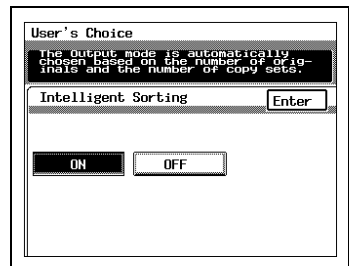 User's Choice
The Output mode is automatically
chosen based on the number of orig-
inals and the number of copy sets.
Intelligent Sorting
Enter
ON
OFF